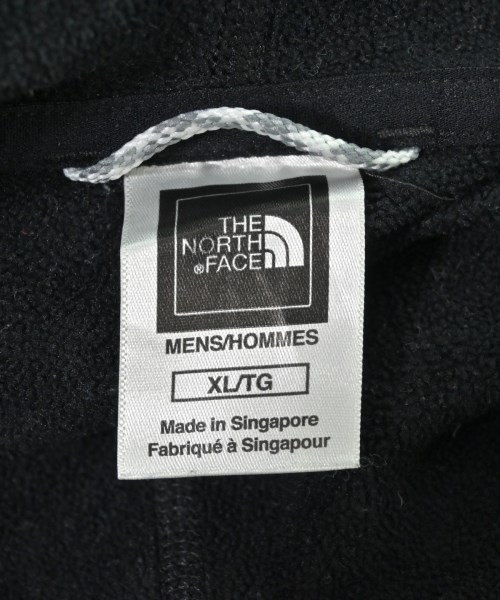 THE
NORTH
®FACE
MENS/HOMMES
XL/TG
Made in Singapore
Fabriqué à Singapour